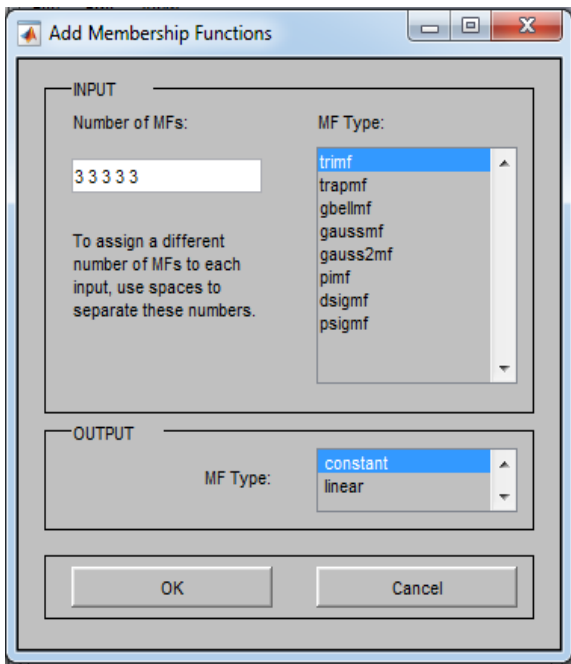 Add Membership Functions
INPUT
Number of MFs:
3 3 3 3 3
To assign a different
number of MFs to each
input, use spaces to
separate these numbers.
MF Type:
trimf
trapmf
gbellmf
gaussmf
gauss2mf
pimf
dsigmf
psigmf
OUTPUT
MF Type:
constant
linear
OK
Cancel